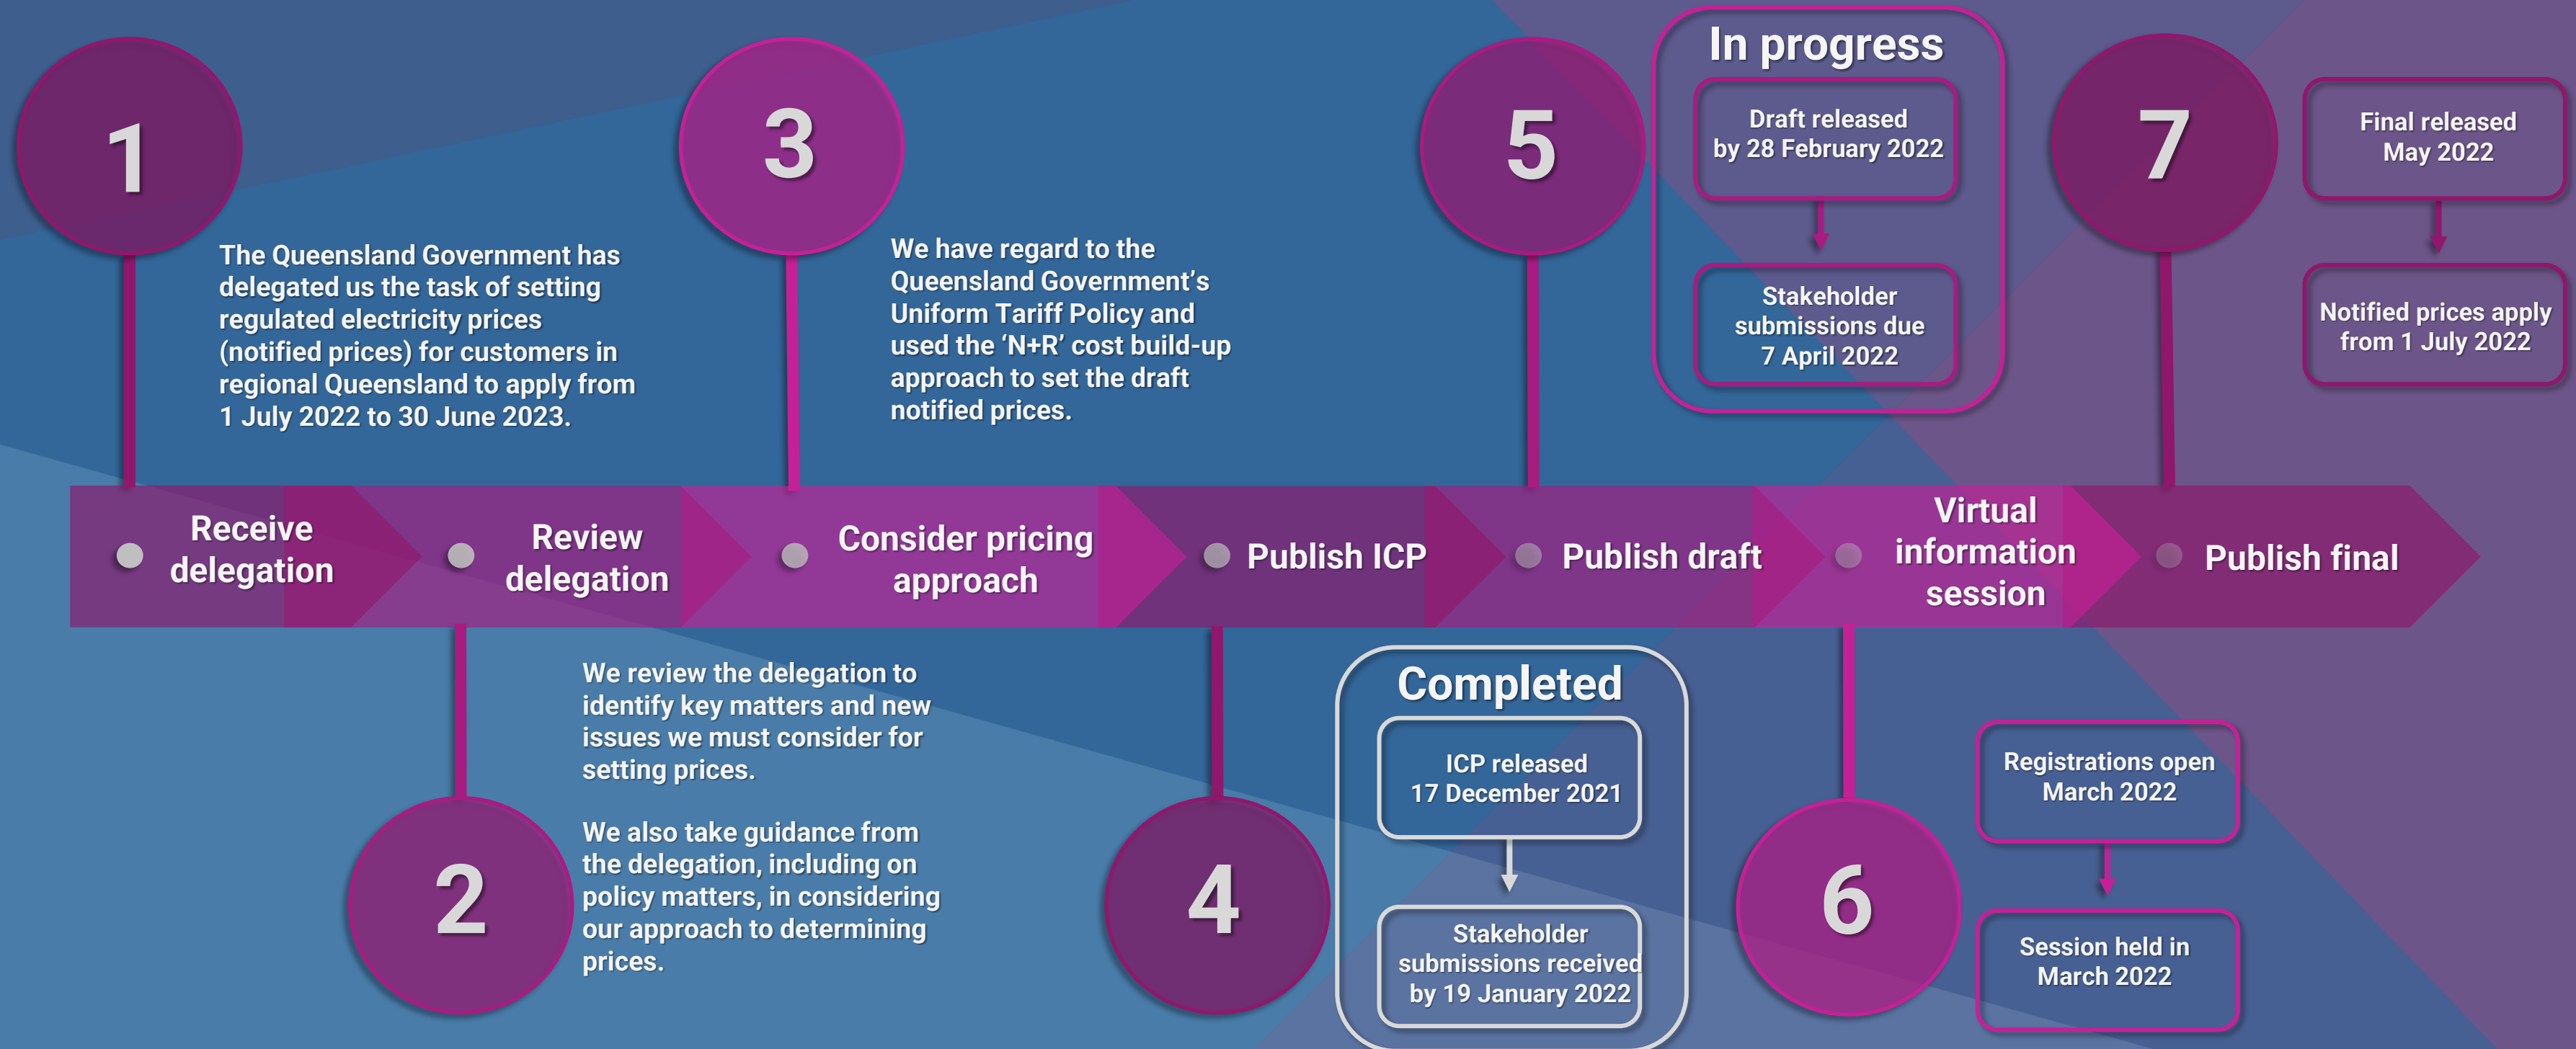 1
The Queensland Government has
delegated us the task of setting
regulated electricity prices
(notified prices) for customers in
regional Queensland to apply from
1 July 2022 to 30 June 2023.
3
We have regard to the
Queensland Government’s
Uniform Tariff Policy and
used the ‘N+R’ cost build-up
approach to set the draft
notified prices.
5
In progress
Draft released
by 28 February 2022
Stakeholder
submissions due
7 April 2022
7
Final released
May 2022
Notified prices apply
from 1 July 2022
Receive
delegation
Review
delegation
Consider pricing
approach
Publish ICP
Publish draft
Virtual
information
session
Publish final
2
We review the delegation to
identify key matters and new
issues we must consider for
setting prices.
We also take guidance from
the delegation, including on
policy matters, in considering
our approach to determining
prices.
4
Completed
ICP released
17 December 2021
Stakeholder
submissions received
by 19 January 2022
6
Registrations open
March 2022
Session held in
March 2022